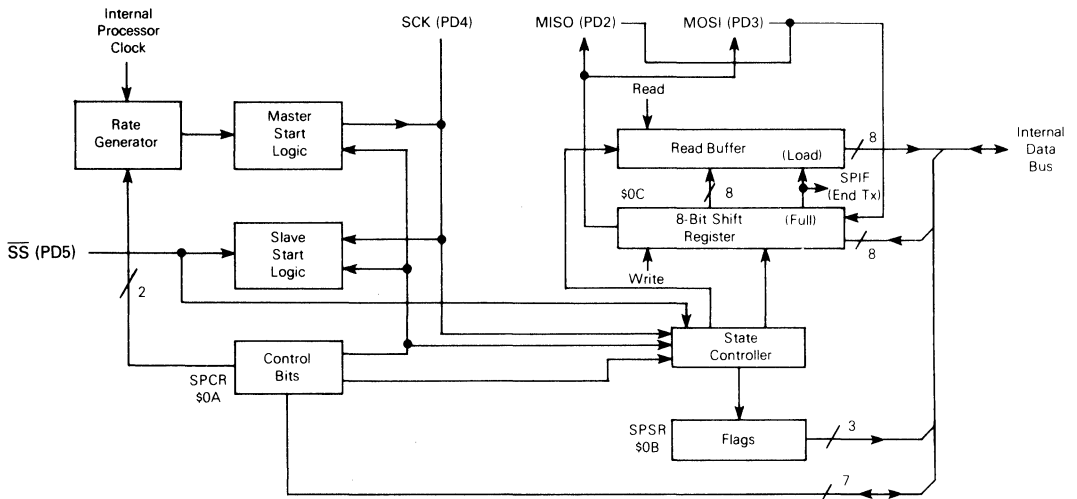 Internal
Processor
Clock
SCK (PD4)
MISO (PD2)
MOSI (PD3)
Rate
Generator
Master
Start
Logic
Read
Read Buffer
(Load)
8
Internal
Data
Bus
SPIF
(End Tx)
$0C
8
8-Bit Shift
Register
(Full)
8
Write
SS (PD5)
Slave
Start
Logic
2
State
Controller
Control
Bits
SPCR
$0A
SPSR
$0B
Flags
3
7